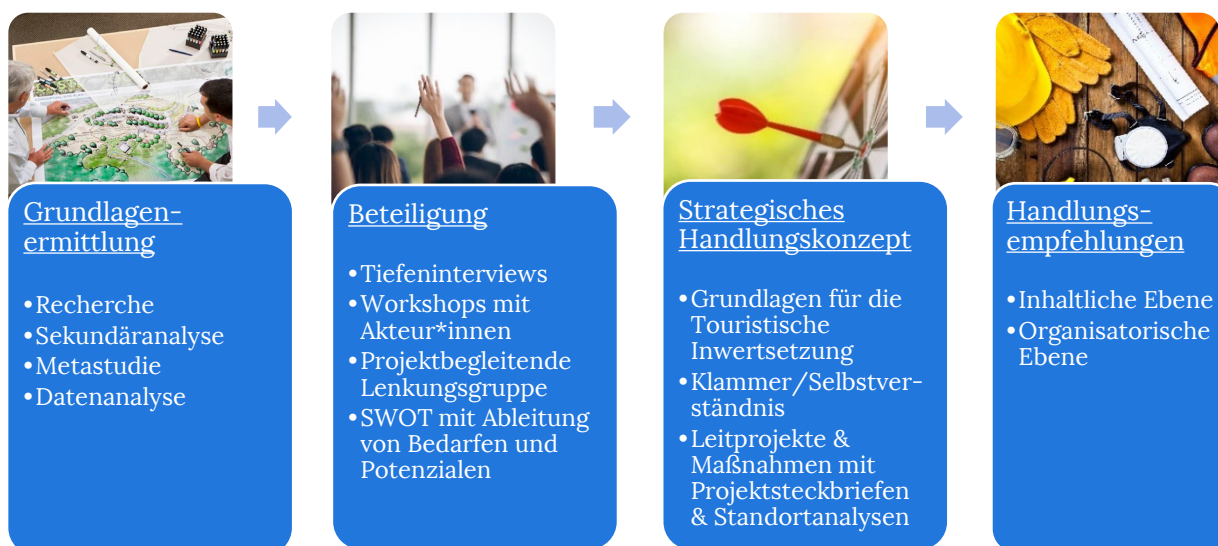 Grundlagen-
ermittlung
•Recherche
•Sekundäranalyse
•Metastudie
•Datenanalyse
Beteiligung
•Tiefeninterviews
•Workshops mit
Akteur*innen
•Projektbegleitende
Lenkungsgruppe
•SWOT mit Ableitung
von Bedarfen und
Potenzialen
Strategisches
Handlungskonzept
•Grundlagen für die
Touristische
Inwertsetzung
•Klammer/Selbstver-
ständnis
•Leitprojekte &
Maßnahmen mit
Projektsteckbriefen
& Standortanalysen
Handlungs-
empfehlungen
•Inhaltliche Ebene
•Organisatorische
Ebene